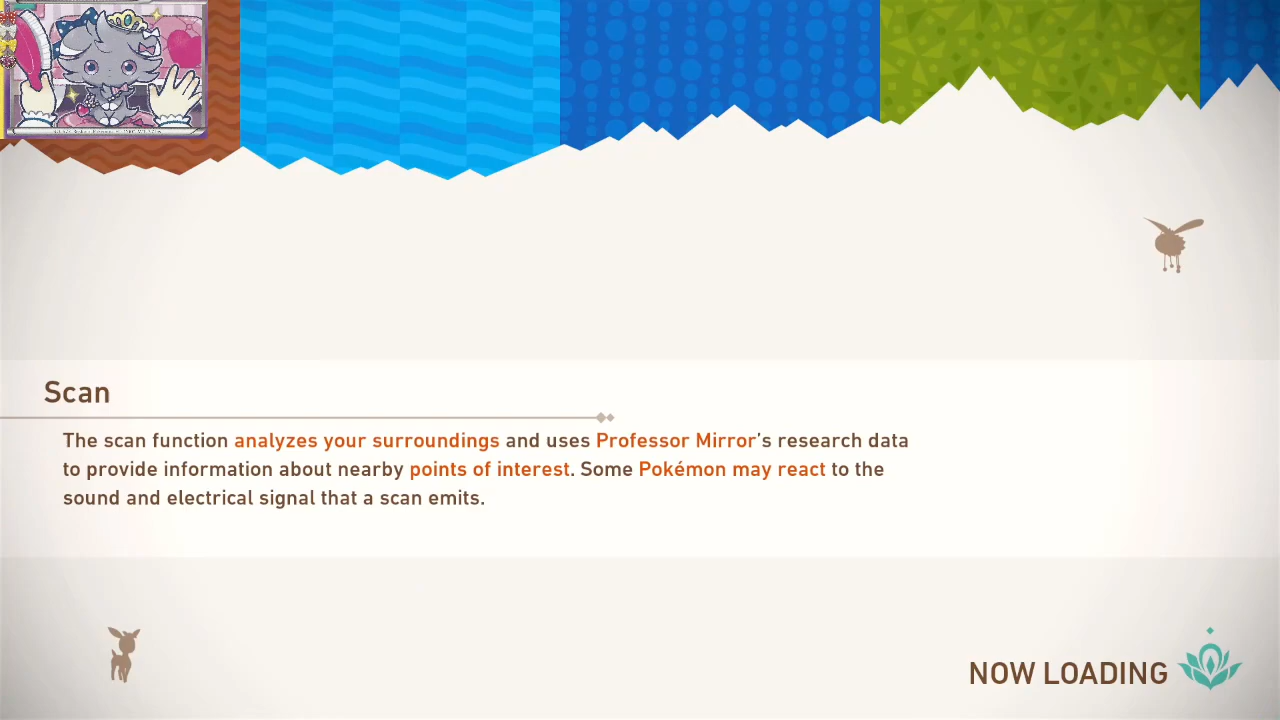 Scan
The scan function analyzes your surroundings and uses Professor Mirror's research data
to provide information about nearby points of interest. Some Pokémon may react to the
sound and electrical signal that a scan emits.
NOW LOADING